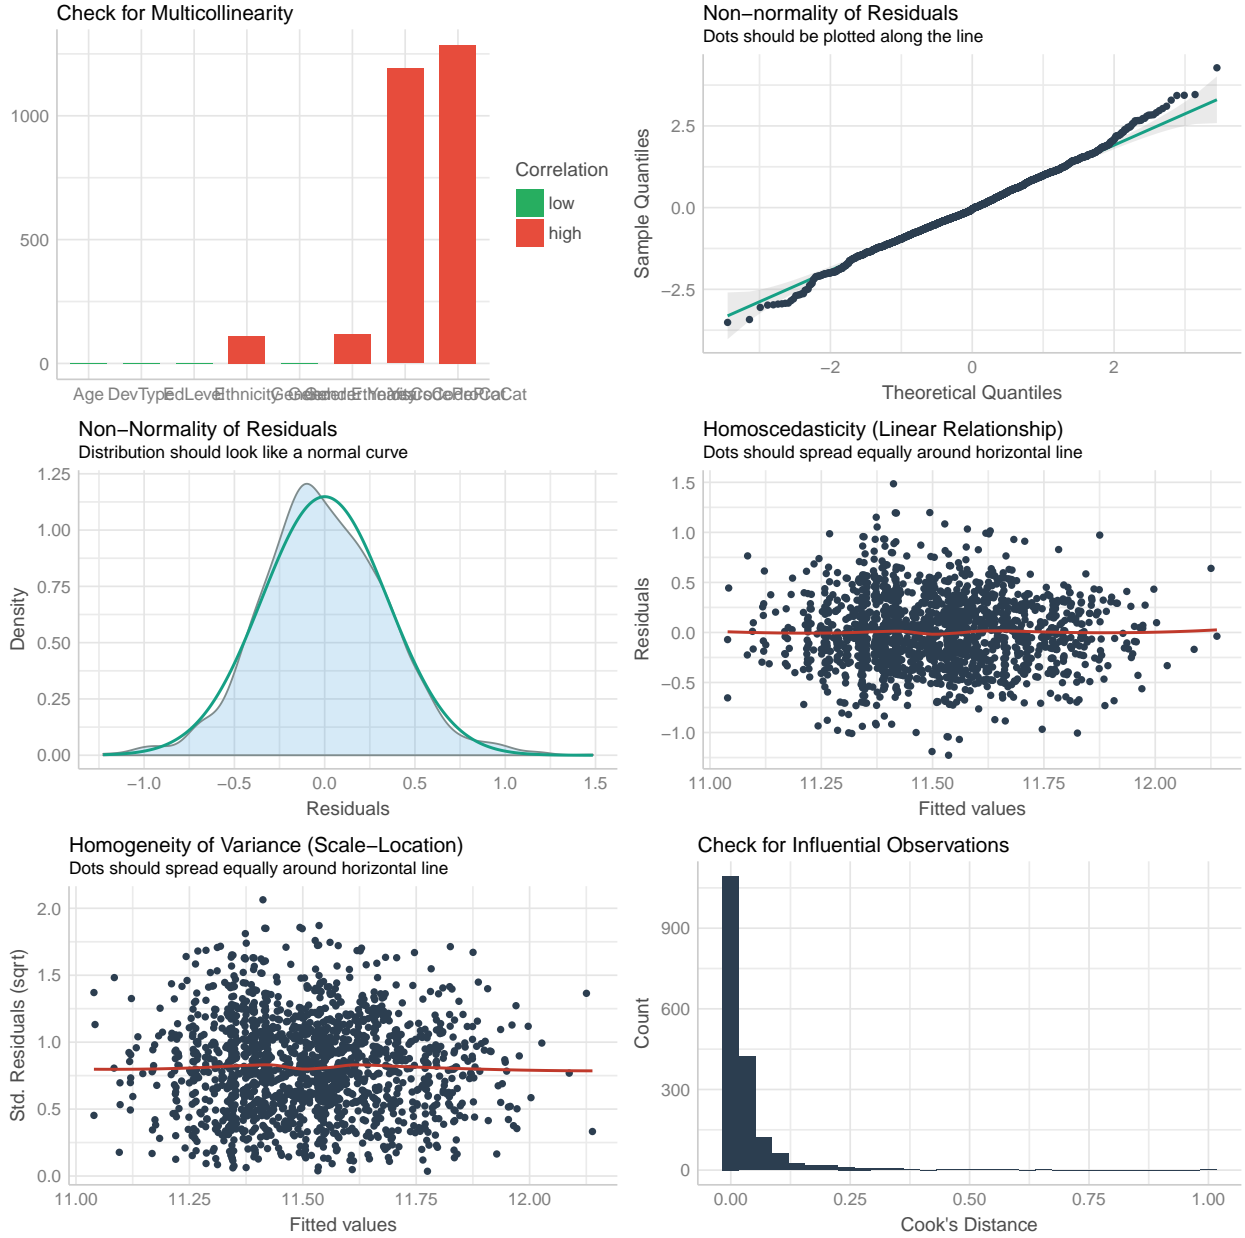 Check for Multicollinearity
1000
500
0
Age DevType EdLevel Ethnicity
Correlation
low
high
Non−normality of Residuals
Dots should be plotted along the line
Sample Quantiles
2.5
0.0
−2.5
−2 0 2
Theoretical Quantiles
Non−Normality of Residuals
Distribution should look like a normal curve
Density
1.25
1.00
0.75
0.50
0.25
0.00
−1.0 −0.5 0.0 0.5 1.0 1.5
Residuals
Homoscedasticity (Linear Relationship)
Dots should spread equally around horizontal line
Residuals
1.5
1.0
0.5
0.0
−0.5
−1.0
11.00 11.25 11.50 11.75 12.00
Fitted values
Homogeneity of Variance (Scale−Location)
Dots should spread equally around horizontal line
Std. Residuals (sqrt)
2.0
1.5
1.0
0.5
0.0
11.00 11.25 11.50 11.75 12.00
Fitted values
Check for Influential Observations
Count
900
600
300
0
0.00 0.25 0.50 0.75 1.00
Cook's Distance